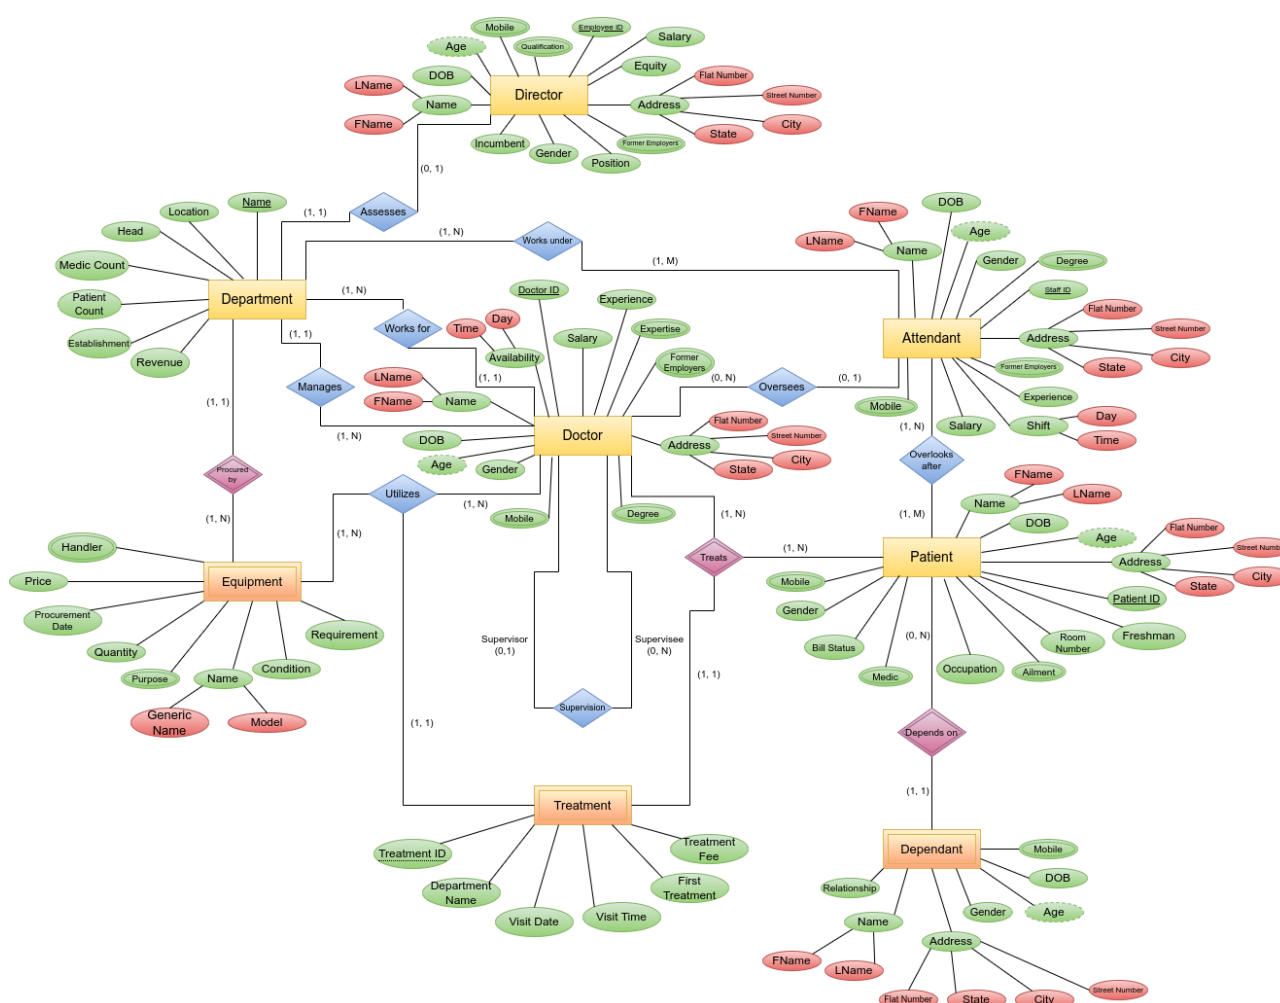 Mobile
Employee ID
Salary
Age
Qualification
Equity
DOB
LName
Director
Flat Number
Name
Address
Street Number
FName
State
City
Incumbent
Gender
Position
Former Employers
(0, 1)
Assesses
(1, 1)
Name
Location
Head
Medic Count
Department
Patient
Count
Establishment
Revenue
(1, N)
Works under
(1, M)
FName
DOB
LName
Name
Age
Gender
Degree
Staff ID
Flat Number
Attendant
Address
Street Number
City
State
Former Employers
Experience
Mobile
Salary
Shift
Day
Time
(1, N)
Works for
(1, 1)
(1, 1)
Manages
(1, N)
Doctor ID
Experience
Day
Time
Availability
Salary
Expertise
Former
Employers
LName
FName
Name
Doctor
DOB
Age
Gender
Mobile
Degree
Flat Number
Address
Street Number
City
State
(0, N)
Oversees
(0, 1)
(1, N)
Overlooks
after
(1, M)
(1, 1)
Procured
by
(1, N)
Utilizes
(1, N)
(1, N)
(1, 1)
Handler
Price
Equipment
Procurement
Date
Quantity
Purpose
Name
Condition
Requirement
Generic
Name
Model
(1, N)
Treats
(1, N)
(1, 1)
Supervisor
(0,1)
Supervisee
(0, N)
Supervision
FName
LName
Name
DOB
Age
Flat Number
Patient
Address
Street Number
City
State
Mobile
Gender
Patient ID
Freshman
Bill Status
Medic
Occupation
Room
Number
Ailment
(0, N)
Depends on
(1, 1)
Treatment
Treatment ID
Department
Name
Visit Date
Visit Time
First
Treatment
Treatment
Fee
Dependant
Mobile
DOB
Age
Relationship
Gender
Name
Address
FName
LName
Flat Number
State
City
Street Number